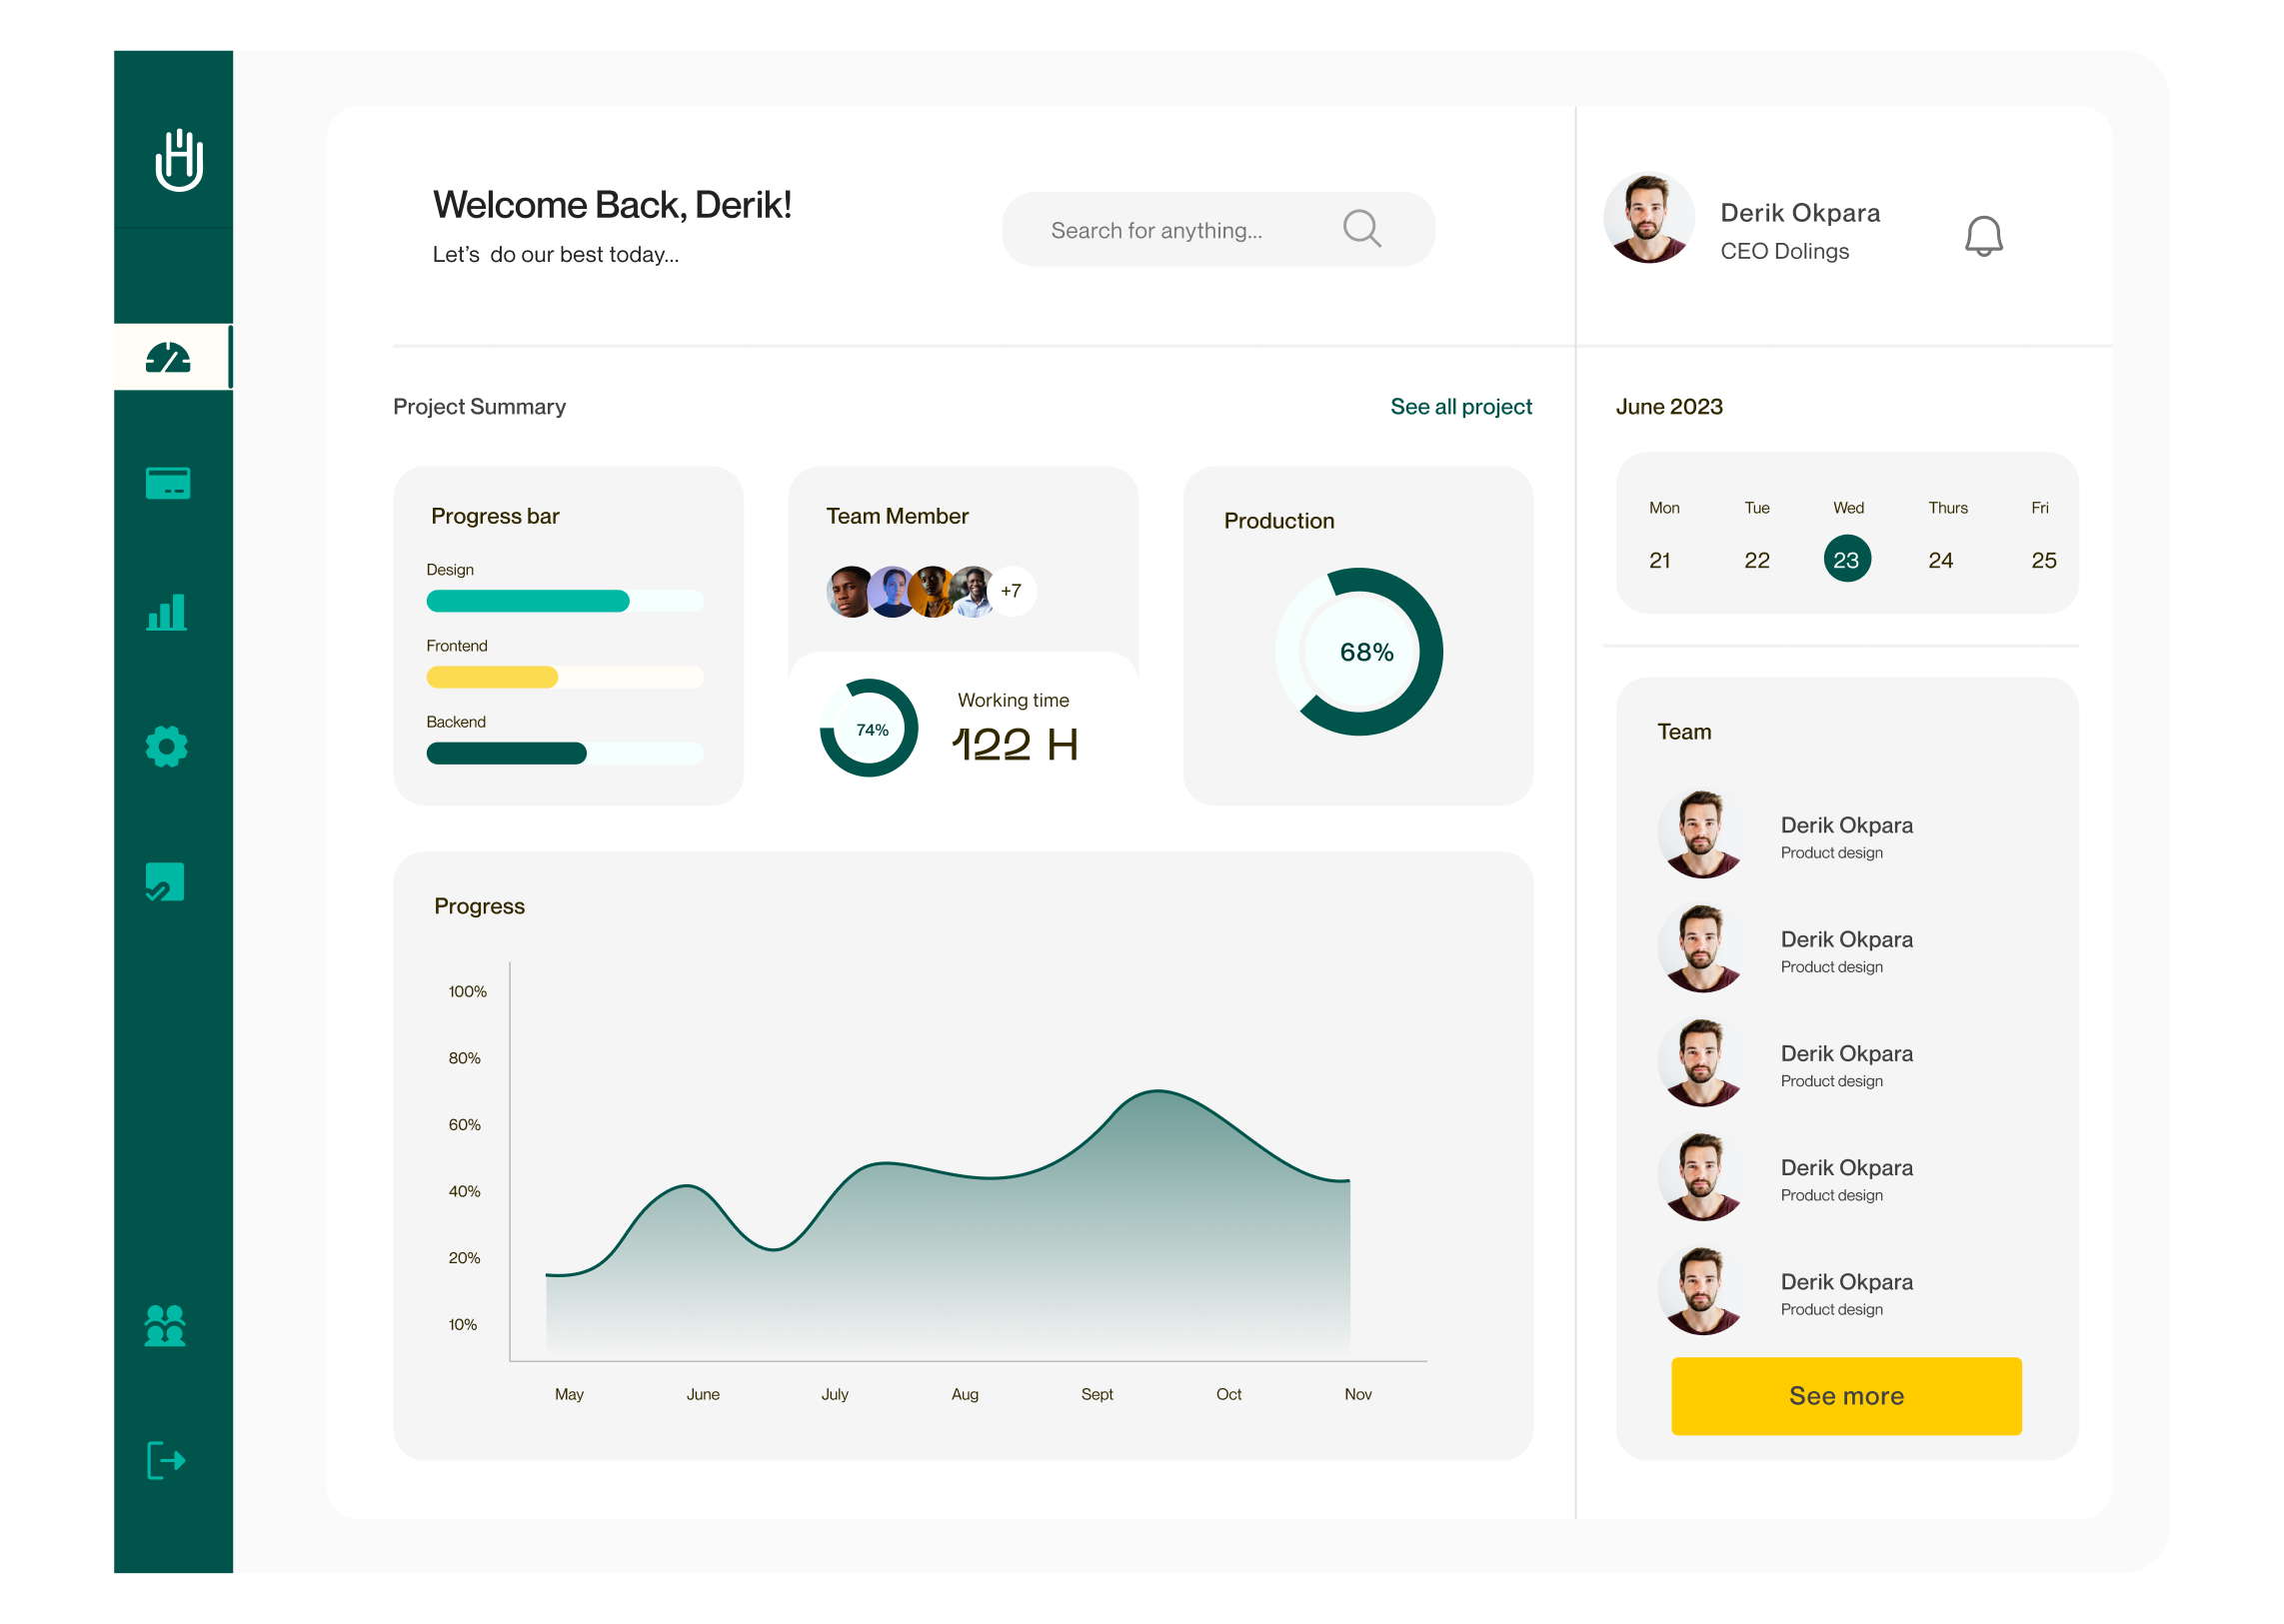 Welcome Back, Derik!
Let's  do our best today...
Search for anything...
Derik Okpara
CEO Dolings
Project Summary
See all project
Progress bar
Design
Frontend
Backend
Team Member
+7
74%
Working time
122 H
Production
68%
June 2023
Mon Tue Wed Thurs Fri
21 22 23 24 25
Team
Derik Okpara
Product design
Derik Okpara
Product design
Derik Okpara
Product design
Derik Okpara
Product design
Derik Okpara
Product design
See more
Progress
100%
80%
60%
40%
20%
10%
May June July Aug Sept Oct Nov